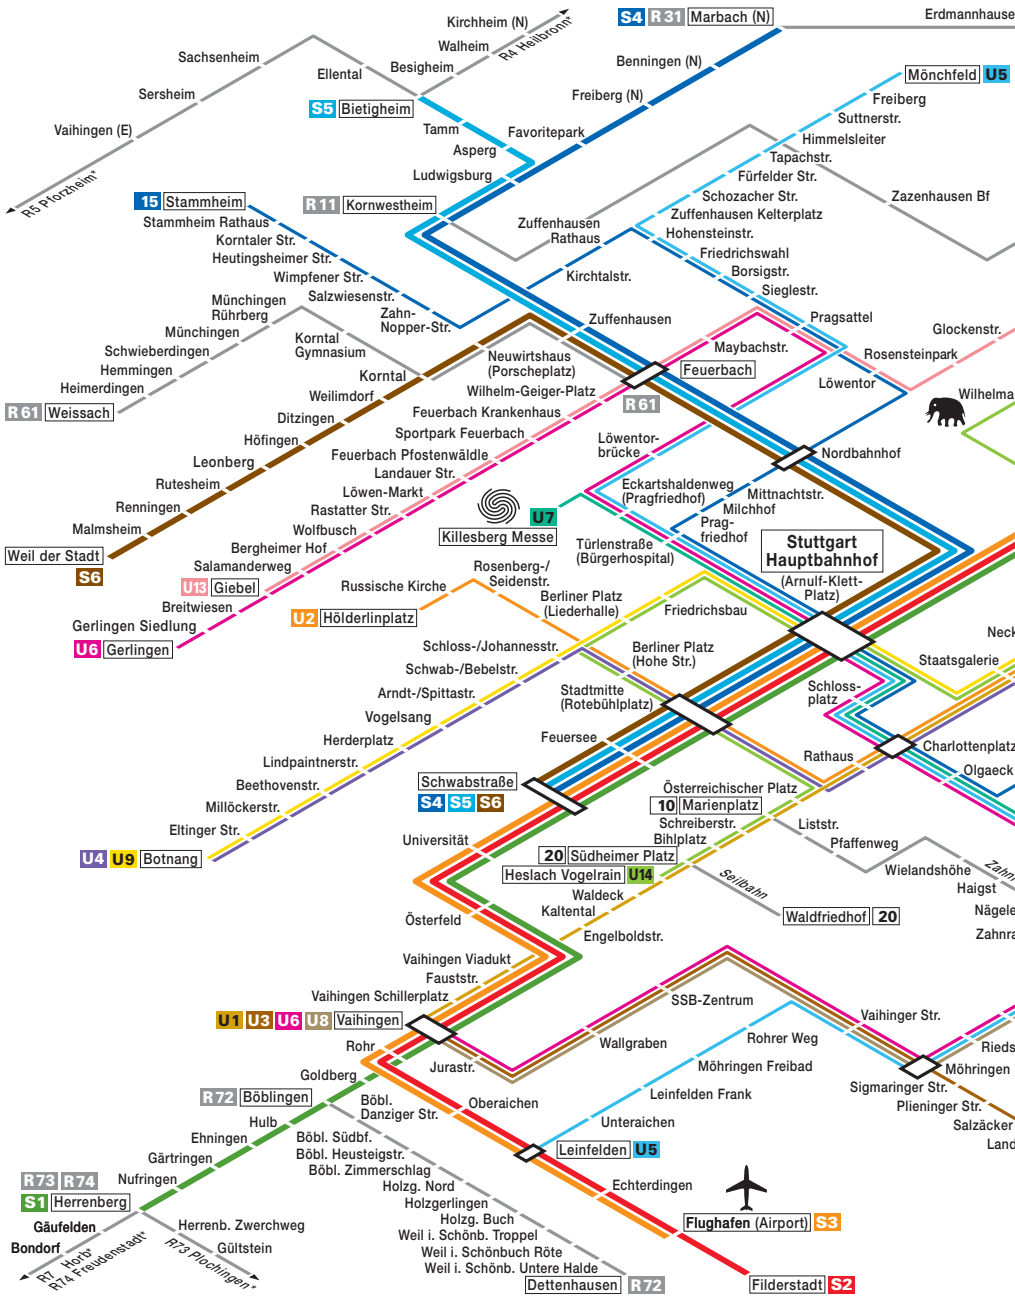 Kirchheim (N)
Walheim
Besigheim
R4 Heilbronn*
S4 R 31 Marbach (N)
Erdmannhause
Sachsenheim
Ellental
Benningen (N)
Mönchfeld U5
Sersheim
S5 Bietigheim
Freiberg (N)
Freiberg
Suttnerstr.
Vaihingen (E)
Tamm
Favoritepark
Himmelsleiter
Asperg
Tapachstr.
Ludwigsburg
Fürfelder Str.
R5 Pforzheim*
Schozacher Str.
Zazenhausen Bf
15 Stammheim
R 11 Kornwestheim
Zuffenhausen Kelterplatz
Stammheim Rathaus
Zuffenhausen
Rathaus
Hohensteinstr.
Korntaler Str.
Friedrichswahl
Heutingsheimer Str.
Borsigstr.
Wimpfener Str.
Kirchtalstr.
Sieglestr.
Salzwiesenstr.
Münchingen
Rührberg
Zahn-
Nopper-Str.
Zuffenhausen
Pragsattel
Münchingen
Korntal
Gymnasium
Glockenstr.
Schwieberdingen
Neuwirtshaus
(Porscheplatz)
Maybachstr.
Rosensteinpark
Hemmingen
Korntal
Feuerbach
Löwentor
Heimerdingen
Weilimdorf
Wilhelm-Geiger-Platz
R 61
Wilhelma
R 61 Weissach
Ditzingen
Feuerbach Krankenhaus
Höfingen
Sportpark Feuerbach
Löwentor-
brücke
Nordbahnhof
Leonberg
Feuerbach Pfostenwäldle
Rutesheim
Landauer Str.
Eckartshaldenweg
(Pragfriedhof)
Mittnachtstr.
Renningen
Löwen-Markt
Milchhof
Rastatter Str.
U7
Prag-
friedhof
Malmsheim
Wolfbusch
Killesberg Messe
Stuttgart
Hauptbahnhof
(Arnulf-Klett-
Platz)
Weil der Stadt
S6
Bergheimer Hof
Türlenstraße
(Bürgerhospital)
Salamanderweg
Rosenberg-/
Seidenstr.
U13 Giebel
Russische Kirche
Berliner Platz
(Liederhalle)
Breitwiesen
U2 Hölderlinplatz
Friedrichsbau
Gerlingen Siedlung
Neck
U6 Gerlingen
Schloss-/Johannesstr.
Berliner Platz
(Hohe Str.)
Staatsgalerie
Schwab-/Bebelstr.
Arndt-/Spittastr.
Stadtmitte
(Rotebühlplatz)
Schloss-
platz
Vogelsang
Herderplatz
Feuersee
Charlottenplatz
Lindpaintnerstr.
Rathaus
Olgaeck
Beethovenstr.
Schwabstraße
S4 S5 S6
Österreichischer Platz
Millöckerstr.
10 Marienplatz
Eltinger Str.
Schreiberstr.
Liststr.
U4 U9 Botnang
Universität
Bihlplatz
Pfaffenweg
20 Südheimer Platz
Wielandshöhe
Zahnr
Heslach Vogelrain U14
Seilbahn
Haigst
Waldeck
Nägele
Kaltental
Waldfriedhof 20
Österfeld
Engelboldstr.
Zahnra
Vaihingen Viadukt
Fauststr.
Vaihingen Schillerplatz
SSB-Zentrum
U1 U3 U6 U8 Vaihingen
Vaihinger Str.
Rohr
Wallgraben
Rohrer Weg
Rieds
Jurastr.
Möhringen Freibad
Möhringen
Goldberg
Sigmaringer Str.
R 72 Böblingen
Böbl.
Danziger Str.
Oberaichen
Leinfelden Frank
Plieninger Str.
Hulb
Unteraichen
Salzäcker
Ehningen
Böbl. Südbf.
Land
Gärtringen
Böbl. Heusteigstr.
Leinfelden U5
Böbl. Zimmerschlag
R73 R74
Nufringen
Holzg. Nord
Echterdingen
S1 Herrenberg
Holzgerlingen
Gäufelden
Herrenb. Zwerchweg
Holzg. Buch
Flughafen (Airport) S3
Bondorf
Gültstein
Weil i. Schönb. Troppel
R7 Horb*
R74 Freudenstadt*
R73 Plochingen*
Weil i. Schönbuch Röte
Weil i. Schönb. Untere Halde
Dettenhausen R 72
Filderstadt S2